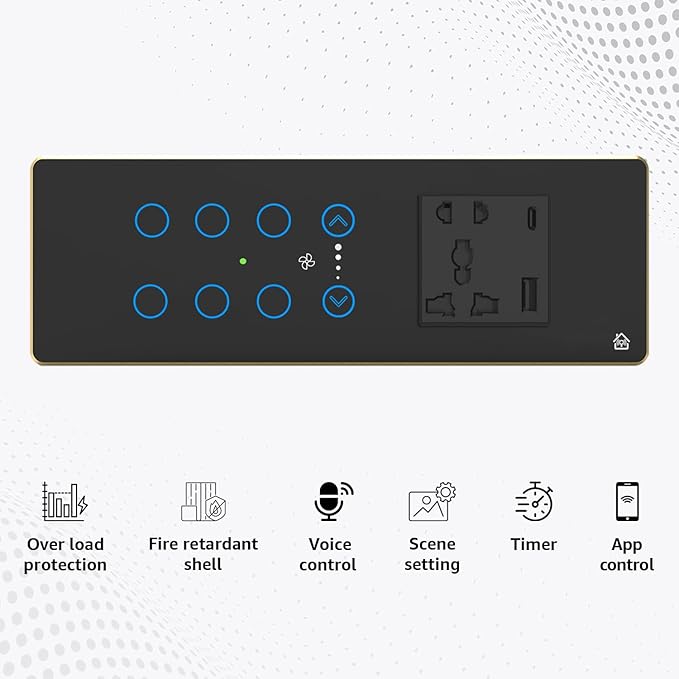 Over load
protection
Fire retardant
shell
Voice
control
Scene
setting
Timer
App
control